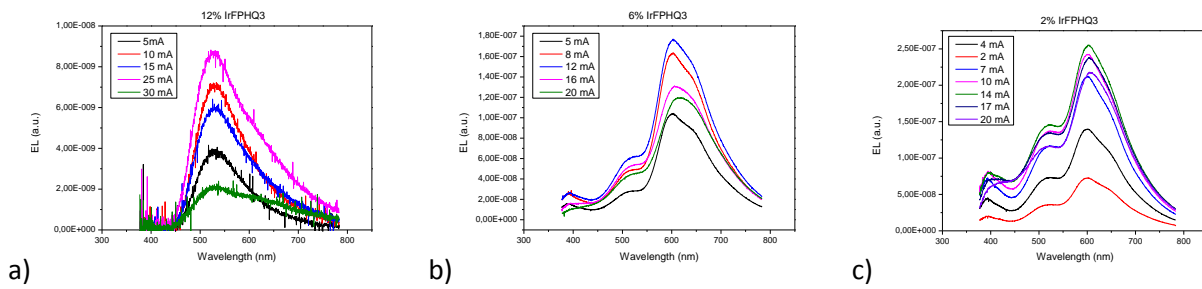 12% IrFPHQ3
1,00E-008
8,00E-009
6,00E-009
4,00E-009
2,00E-009
0,00E+000
EL (a.u.)
5mA
10 mA
15 mA
25 mA
30 mA
300 400 500 600 700 800
Wavelength (nm)
a)
6% IrFPHQ3
1,80E-007
1,60E-007
1,40E-007
1,20E-007
1,00E-007
8,00E-008
6,00E-008
4,00E-008
2,00E-008
0,00E+000
EL (a.u.)
5 mA
8 mA
12 mA
16 mA
20 mA
300 400 500 600 700 800
Wavelength (nm)
b)
2% IrFPHQ3
2,50E-007
2,00E-007
1,50E-007
1,00E-007
5,00E-008
0,00E+000
EL (a.u.)
4 mA
2 mA
7 mA
10 mA
14 mA
17 mA
20 mA
300 400 500 600 700 800
Wavelength (nm)
c)